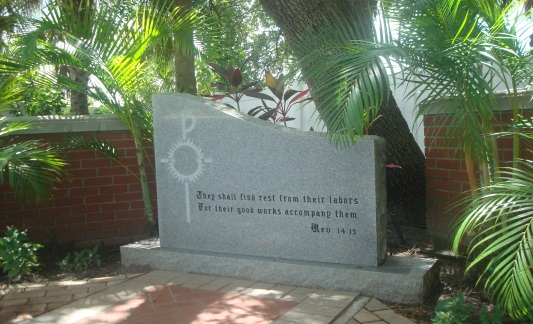 They shall find rest from their labors
For their good works accompany them.
Rev. 14:13